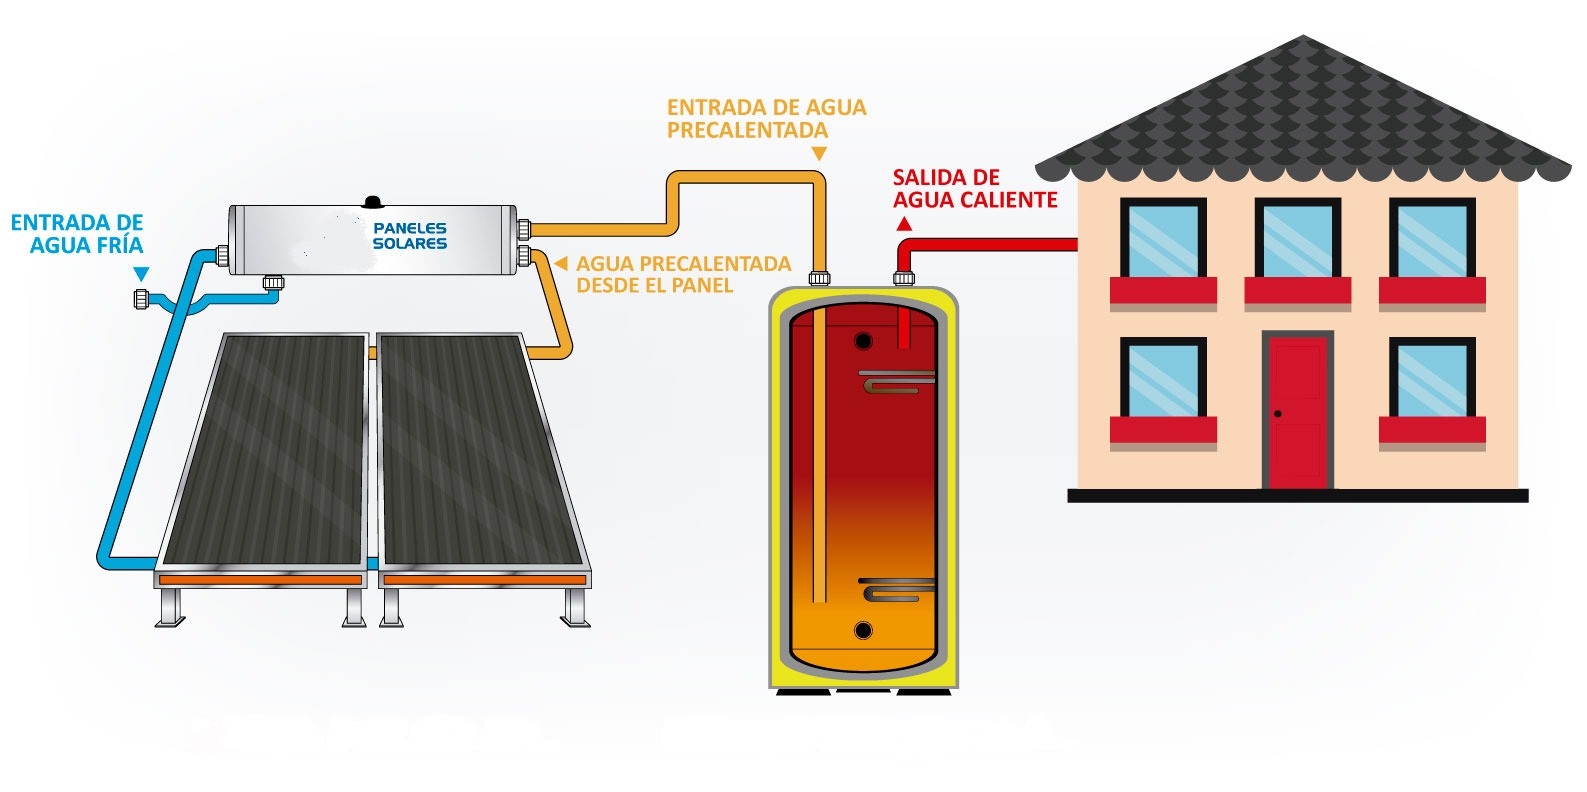 ENTRADA DE AGUA
PRECALENTADA
SALIDA DE
AGUA CALIENTE
ENTRADA DE
AGUA FRÍA
PANELES
SOLARES
AGUA PRECALENTADA
DESDE EL PANEL